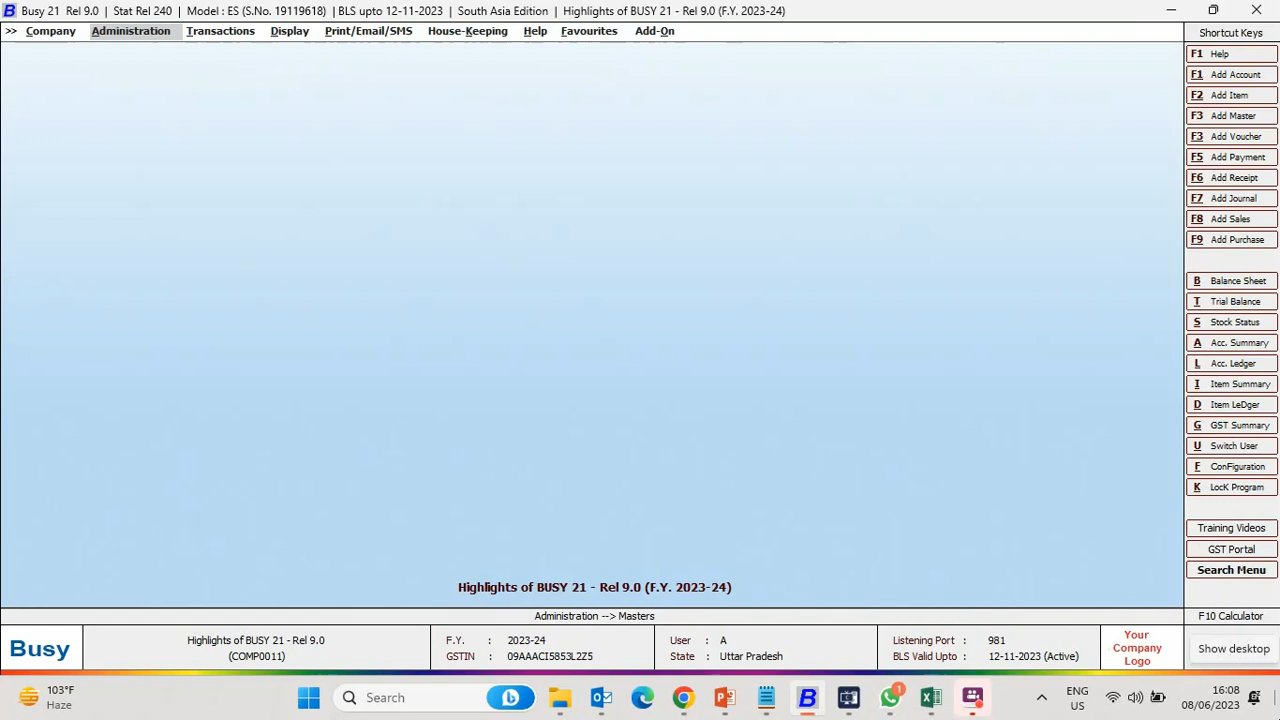 B Busy 21 Rel 9.0 | Stat Rel 240 | Model : ES (S.No. 19119618) | BLS upto 12-11-2023 | South Asia Edition | Highlights of BUSY 21 - Rel 9.0 (F.Y. 2023-24)
>> Company Administration Transactions Display Print/Email/SMS House-Keeping Help Favourites Add-On
Shortcut Keys
F1 Help
F1 Add Account
F2 Add Item
F3 Add Master
F3 Add Voucher
F5 Add Payment
F6 Add Receipt
F7 Add Journal
F8 Add Sales
F9 Add Purchase
B Balance Sheet
T Trial Balance
S Stock Status
A Acc. Summary
L Acc. Ledger
I Item Summary
D Item LeDger
G GST Summary
U Switch User
F ConFiguration
K LocK Program
Training Videos
GST Portal
Search Menu
Highlights of BUSY 21 - Rel 9.0 (F.Y. 2023-24)
Administration --> Masters
F10 Calculator
Busy
Highlights of BUSY 21 - Rel 9.0
(COMP0011)
F.Y. : 2023-24
GSTIN : 09AAACI5853L2Z5
User : A
State : Uttar Pradesh
Listening Port : 981
BLS Valid Upto : 12-11-2023 (Active)
Your
Company
Logo
Show desktop
103°F
Haze
Search
1
ENG
US
16:08
08/06/2023